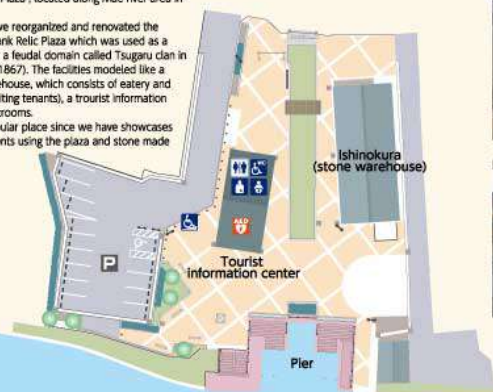 Plaza", located along Mae river area in
ve reorganized and renovated the
ank Relic Plaza which was used as a
a feudal domain called Tsugaru clan in
1867). The facilities modeled like a
ehouse, which consists of eatery and
iting tenants), a trourist information
rooms.
ular place since we have showcases
nts using the plaza and stone made
Ishinokura
(stone warehouse)
WC
AED
P
Tourist
information center
Pier